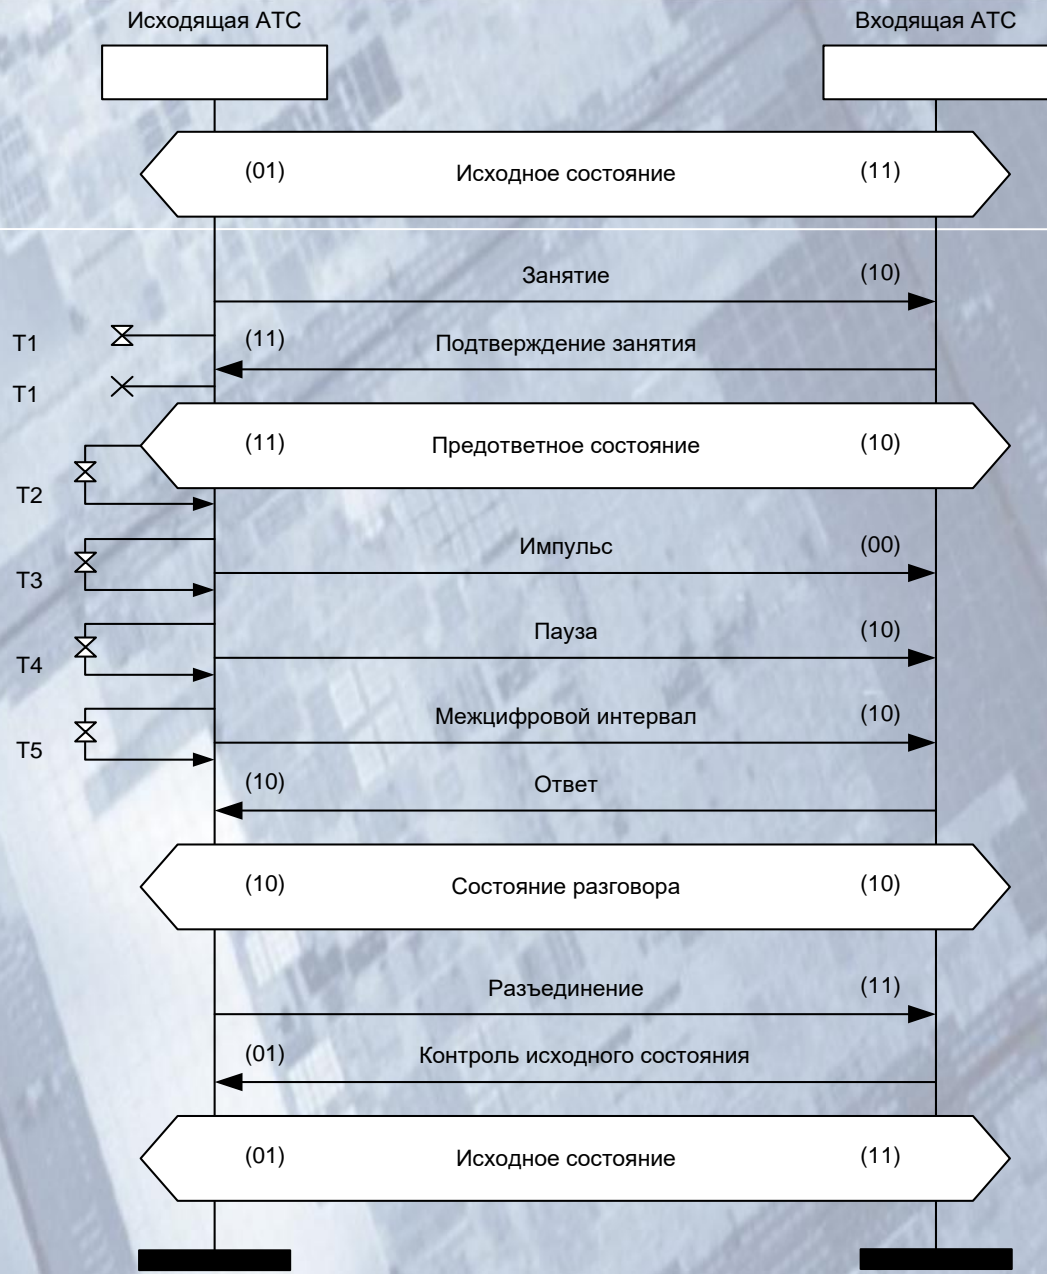 Исходящая АТС Входящая АТС
(01) Исходное состояние (11)
Занятие (10)
T1 (11) Подтверждение занятия
T1
(11) Предответное состояние (10)
T2
Импульс (00)
T3
Пауза (10)
T4
Межцифровой интервал (10)
T5
(10) Ответ
(10) Состояние разговора (10)
Разъединение (11)
(01) Контроль исходного состояния
(01) Исходное состояние (11)